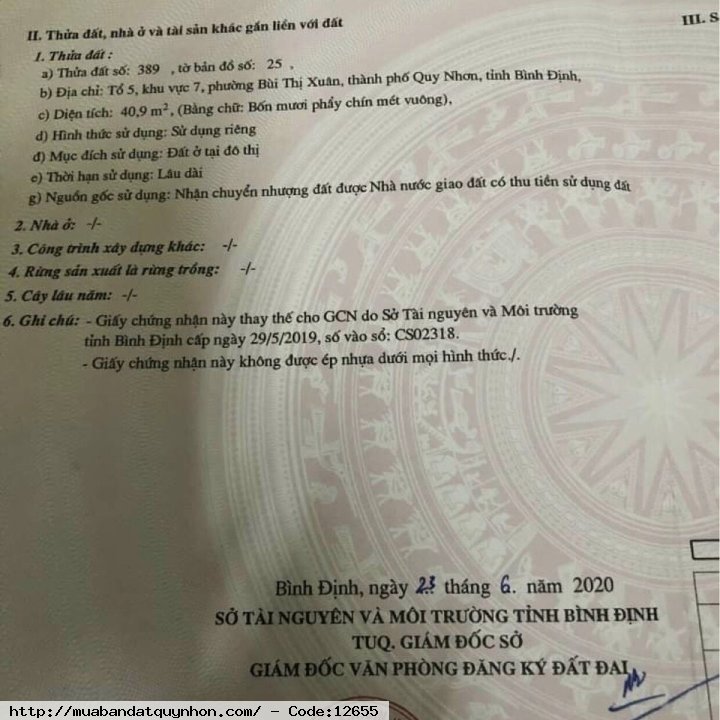 II. Thửa đất, nhà ở và tài sản khác gắn liền với đất
III. S
1. Thửa đất :
a) Thửa đất số: 389 , tờ bản đồ số: 25 ,
b) Địa chỉ: Tổ 5, khu vực 7, phường Bùi Thị Xuân, thành phố Quy Nhơn, tỉnh Bình Định,
c) Diện tích: 40,9 m², (Bằng chữ: Bốn mươi phẩy chín mét vuông),
d) Hình thức sử dụng: Sử dụng riêng
đ) Mục đích sử dụng: Đất ở tại đô thị
e) Thời hạn sử dụng: Lâu dài
g) Nguồn gốc sử dụng: Nhận chuyển nhượng đất được Nhà nước giao đất có thu tiền sử dụng đất
2. Nhà ở: -/-
3. Công trình xây dựng khác: -/-
4. Rừng sản xuất là rừng trồng: -/-
5. Cây lâu năm: -/-
6. Ghi chú: - Giấy chứng nhận này thay thế cho GCN do Sở Tài nguyên và Môi trường
tỉnh Bình Định cấp ngày 29/5/2019, số vào sổ: CS02318.
- Giấy chứng nhận này không được ép nhựa dưới mọi hình thức./.
Bình Định, ngày 23 tháng 6. năm 2020
SỞ TÀI NGUYÊN VÀ MÔI TRƯỜNG TỈNH BÌNH ĐỊNH
TUQ. GIÁM ĐỐC SỞ
GIÁM ĐỐC VĂN PHÒNG ĐĂNG KÝ ĐẤT ĐAI
http://muabandatquynhon.com/ - Code:12655